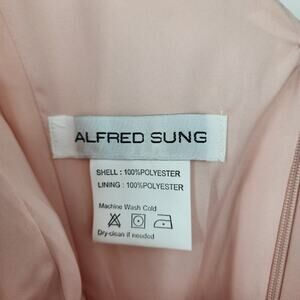 ALFRED SUNG
SHELL : 100%POLYESTER
LINING : 100%POLYESTER
Machine Wash Cold
Dry-clean if needed